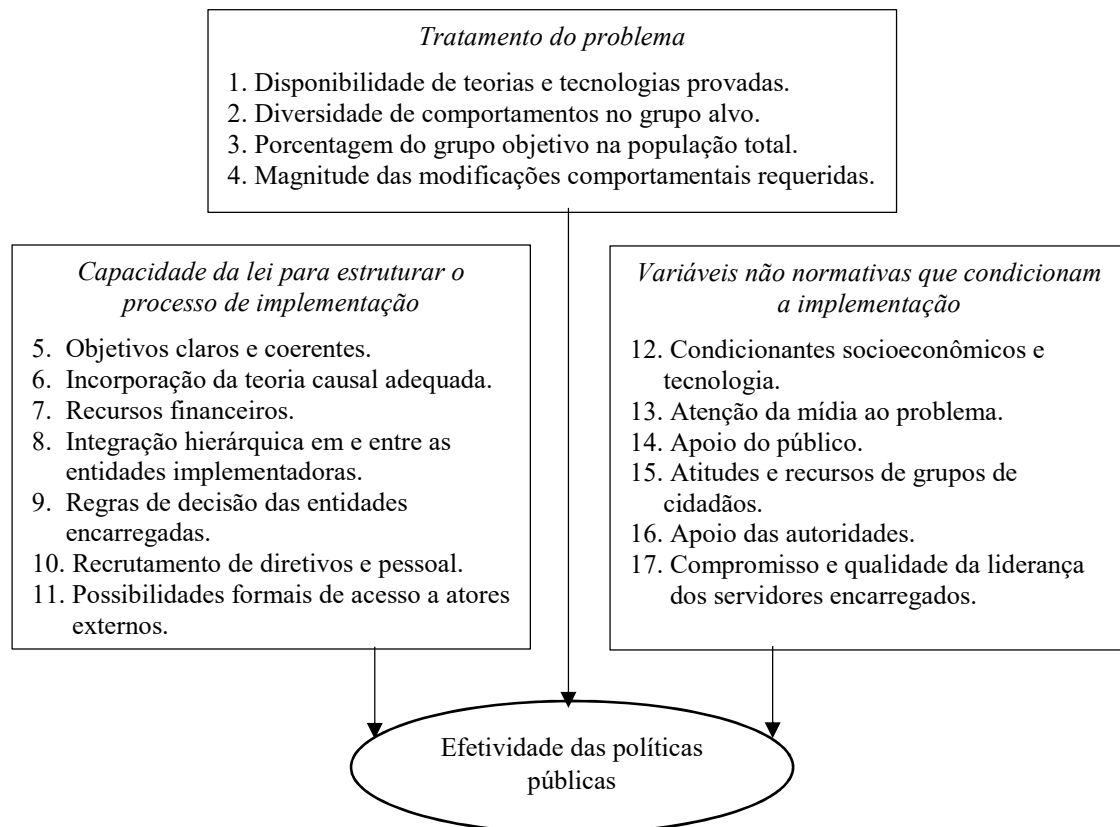 Tratamento do problema
1. Disponibilidade de teorias e tecnologias provadas.
2. Diversidade de comportamentos no grupo alvo.
3. Porcentagem do grupo objetivo na população total.
4. Magnitude das modificações comportamentais requeridas.
Capacidade da lei para estruturar o
processo de implementação
5. Objetivos claros e coerentes.
6. Incorporação da teoria causal adequada.
7. Recursos financeiros.
8. Integração hierárquica em e entre as
entidades implementadoras.
9. Regras de decisão das entidades
encarregadas.
10. Recrutamento de diretivos e pessoal.
11. Possibilidades formais de acesso a atores
externos.
Variáveis não normativas que condicionam
a implementação
12. Condicionantes socioeconômicos e
tecnologia.
13. Atenção da mídia ao problema.
14. Apoio do público.
15. Atitudes e recursos de grupos de
cidadãos.
16. Apoio das autoridades.
17. Compromisso e qualidade da liderança
dos servidores encarregados.
Efetividade das políticas
públicas